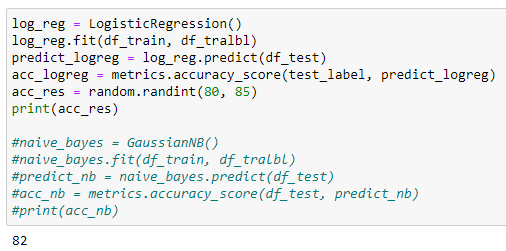 log_reg = LogisticRegression()
log_reg.fit(df_train, df_tralbl)
predict_logreg = log_reg.predict(df_test)
acc_logreg = metrics.accuracy_score(test_label, predict_logreg)
acc_res = random.randint(80, 85)
print(acc_res)

#naive_bayes = GaussianNB()
#naive_bayes.fit(df_train, df_tralbl)
#predict_nb = naive_bayes.predict(df_test)
#acc_nb = metrics.accuracy_score(df_test, predict_nb)
#print(acc_nb)

82